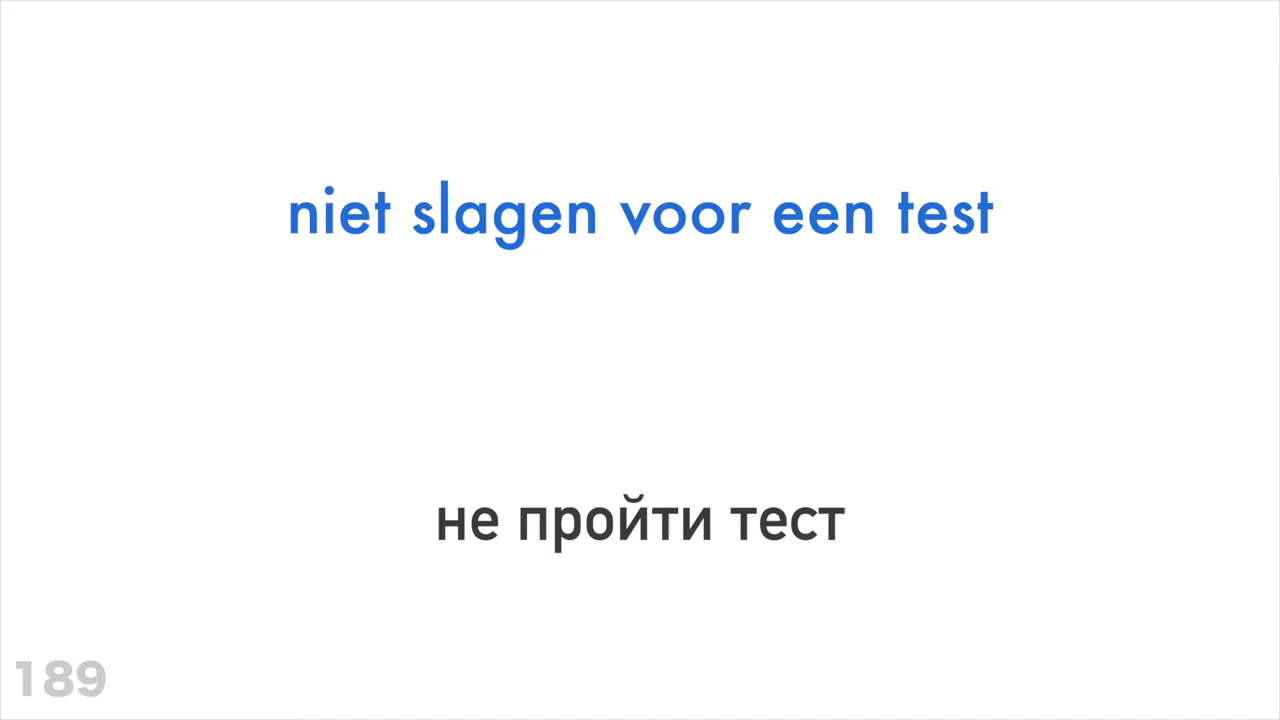 niet slagen voor een test
не пройти тест
189